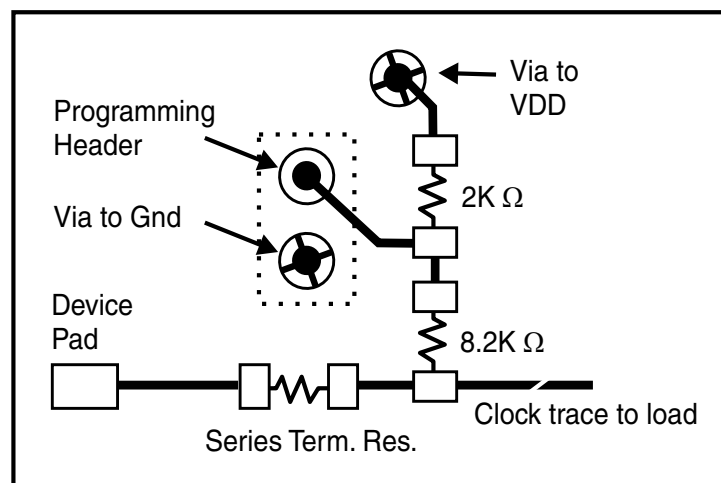 Via to
VDD
Programming
Header
2K Ω
Via to Gnd
Device
Pad
8.2K Ω
Clock trace to load
Series Term. Res.